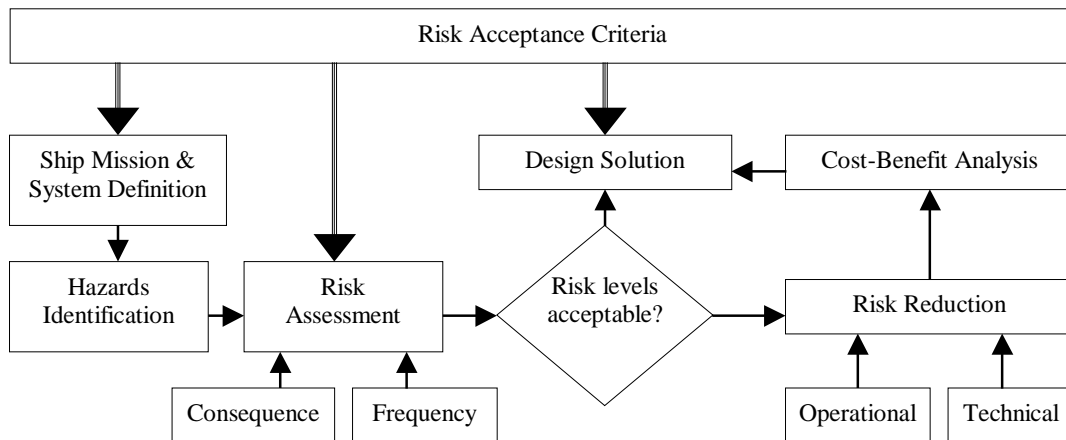 Risk Acceptance Criteria
Ship Mission &
System Definition
Design Solution
Cost-Benefit Analysis
Hazards
Identification
Risk
Assessment
Risk levels
acceptable?
Risk Reduction
Consequence
Frequency
Operational
Technical